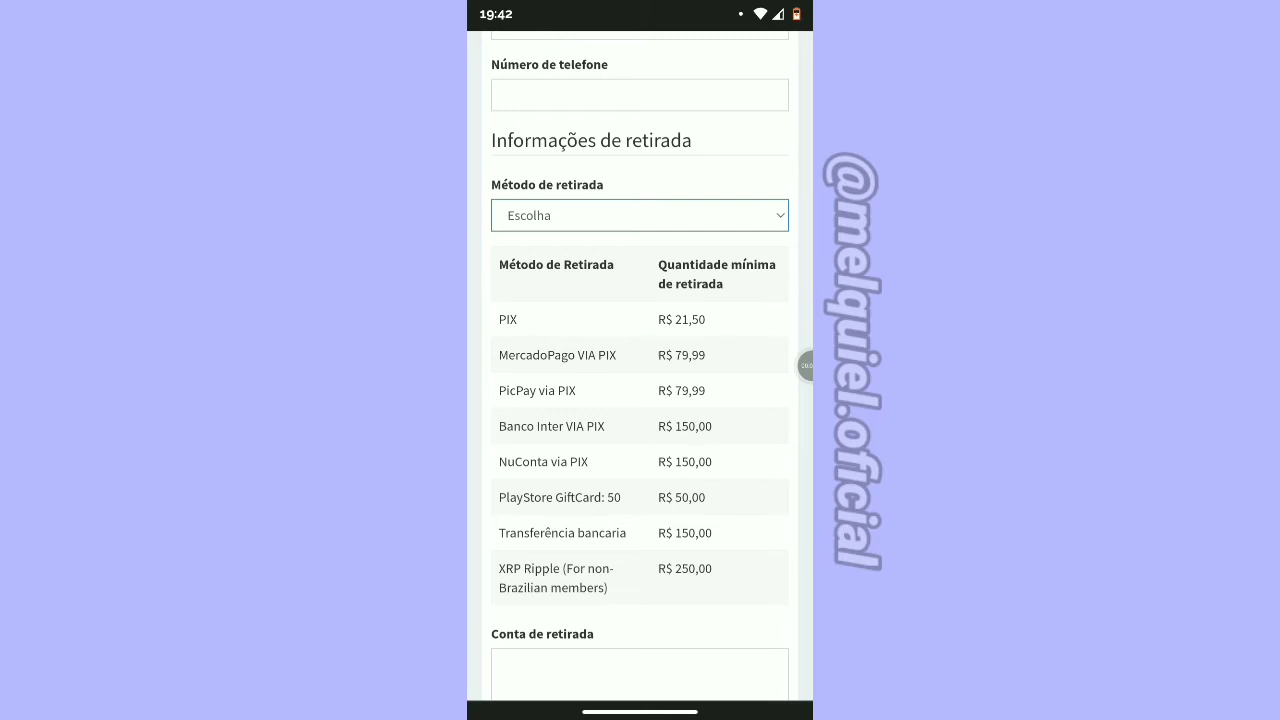 19:42
Número de telefone
Informações de retirada
Método de retirada
Escolha
Método de Retirada
Quantidade mínima
de retirada
PIX
R$ 21,50
MercadoPago VIA PIX
R$ 79,99
PicPay via PIX
R$ 79,99
Banco Inter VIA PIX
R$ 150,00
NuConta via PIX
R$ 150,00
PlayStore GiftCard: 50
R$ 50,00
Transferência bancaria
R$ 150,00
XRP Ripple (For non-
Brazilian members)
R$ 250,00
Conta de retirada
@melquiel.oficial